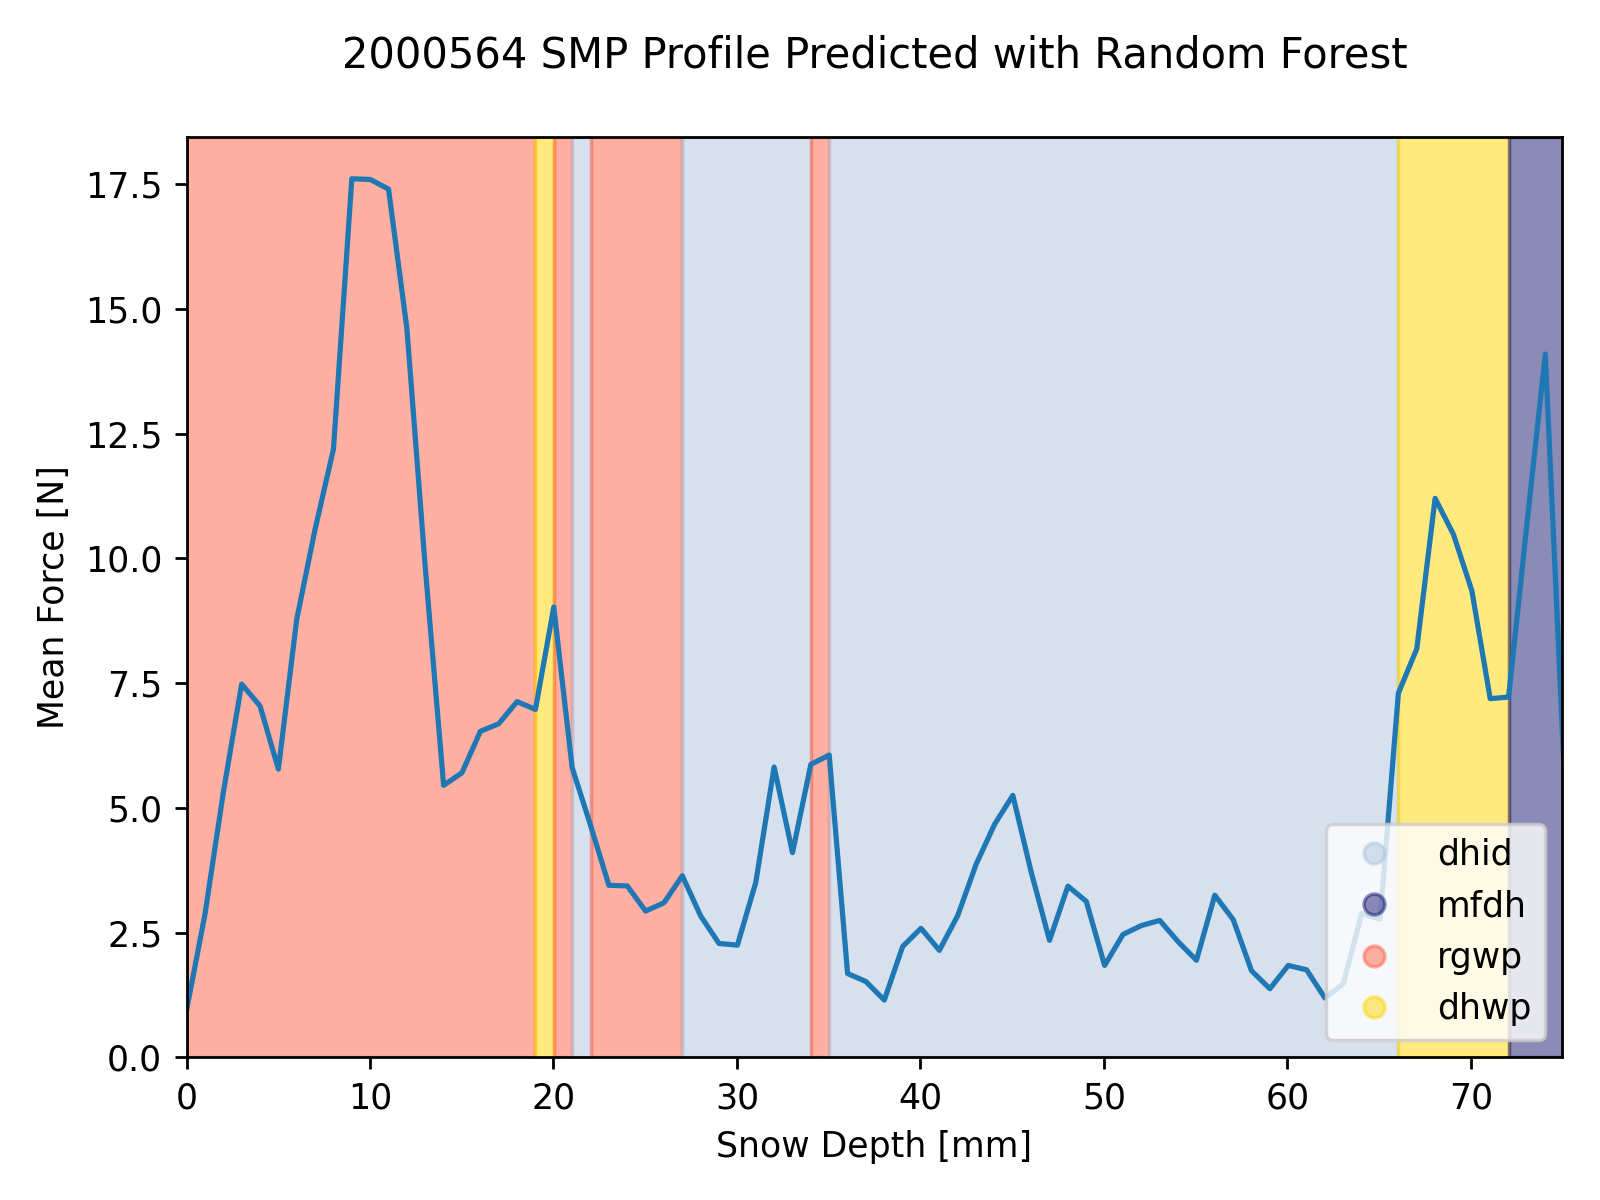 2000564 SMP Profile Predicted with Random Forest
17.5
15.0
12.5
10.0
7.5
5.0
2.5
0.0
Mean Force [N]
dhid
mfdh
rgwp
dhwp
0 10 20 30 40 50 60 70
Snow Depth [mm]